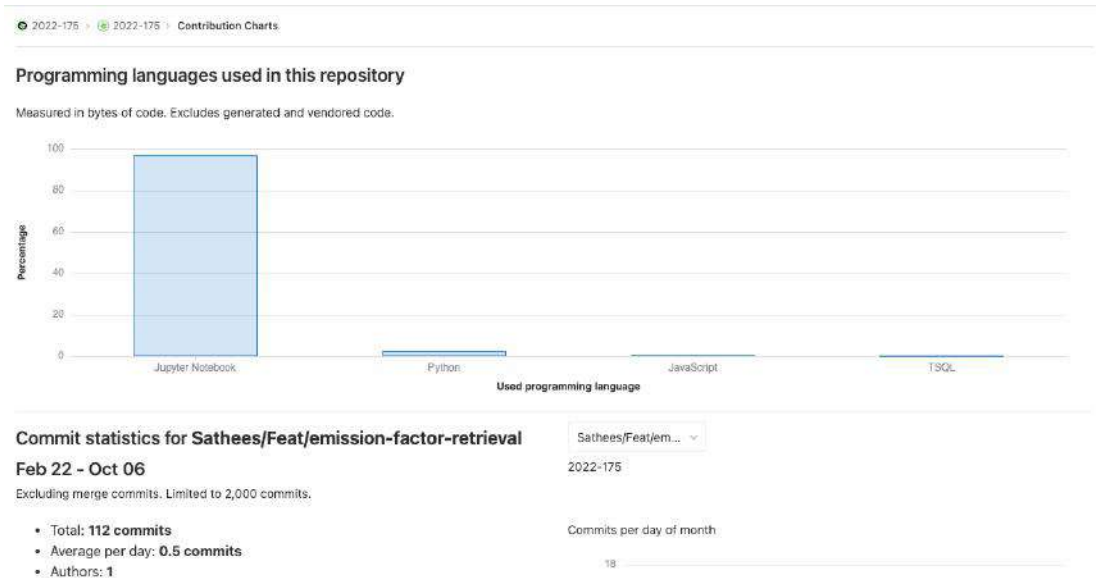 2022-175 › 2022-175 › Contribution Charts
Programming languages used in this repository
Measured in bytes of code. Excludes generated and vendored code.
100
80
60
40
20
0
Percentage
Jupyter Notebook Python JavaScript TSQL
Used programming language
Commit statistics for Sathees/Feat/emission-factor-retrieval
Feb 22 - Oct 06
Excluding merge commits. Limited to 2,000 commits.
• Total: 112 commits
• Average per day: 0.5 commits
• Authors: 1
Sathees/Feat/em...
2022-175
Commits per day of month
18